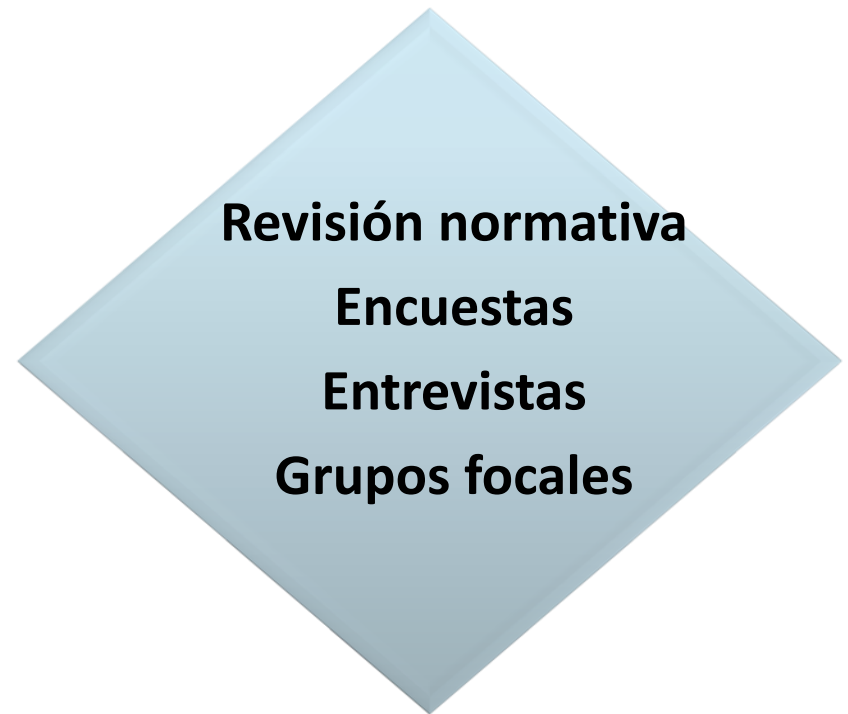 Revisión normativa
Encuestas
Entrevistas
Grupos focales